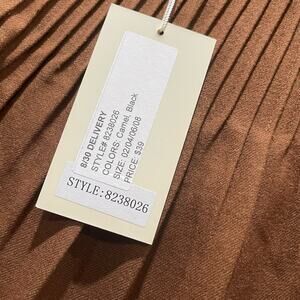 8/30 DELIVERY
STYLE# 8238026
COLORS: Camel, Black
SIZE: 02/04/06/08
PRICE: $39
STYLE:8238026